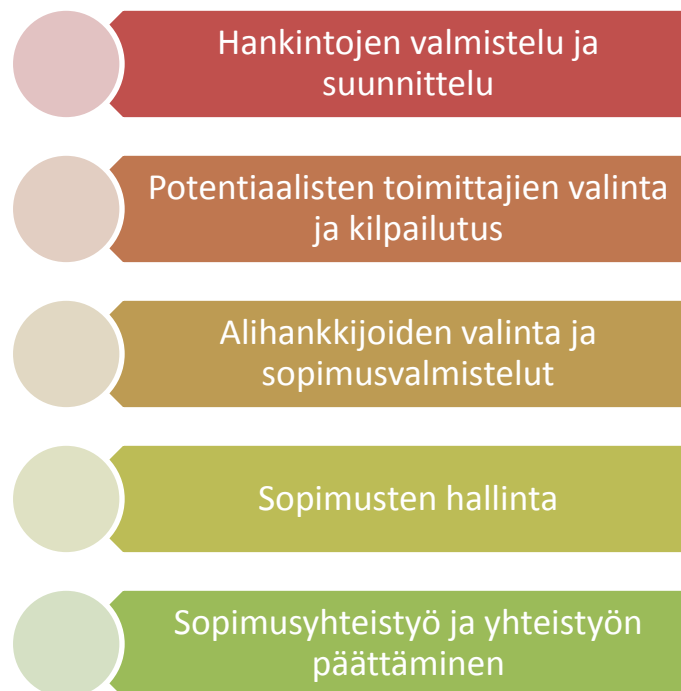 Hankintojen valmistelu ja
suunnittelu
Potentiaalisten toimittajien valinta
ja kilpailutus
Alihankkijoiden valinta ja
sopimusvalmistelut
Sopimusten hallinta
Sopimusyhteistyö ja yhteistyön
päättäminen